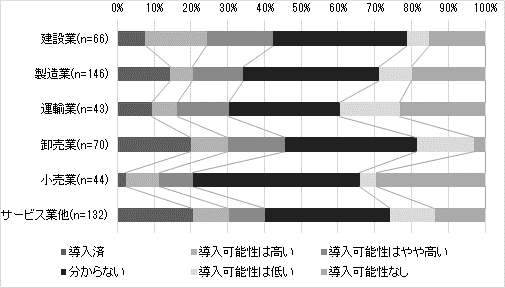 0% 10% 20% 30% 40% 50% 60% 70% 80% 90% 100%
建設業(n=66)
製造業(n=146)
運輸業(n=43)
卸売業(n=70)
小売業(n=44)
サービス業他(n=132)
導入済 導入可能性は高い 導入可能性はやや高い
分からない 導入可能性は低い 導入可能性なし